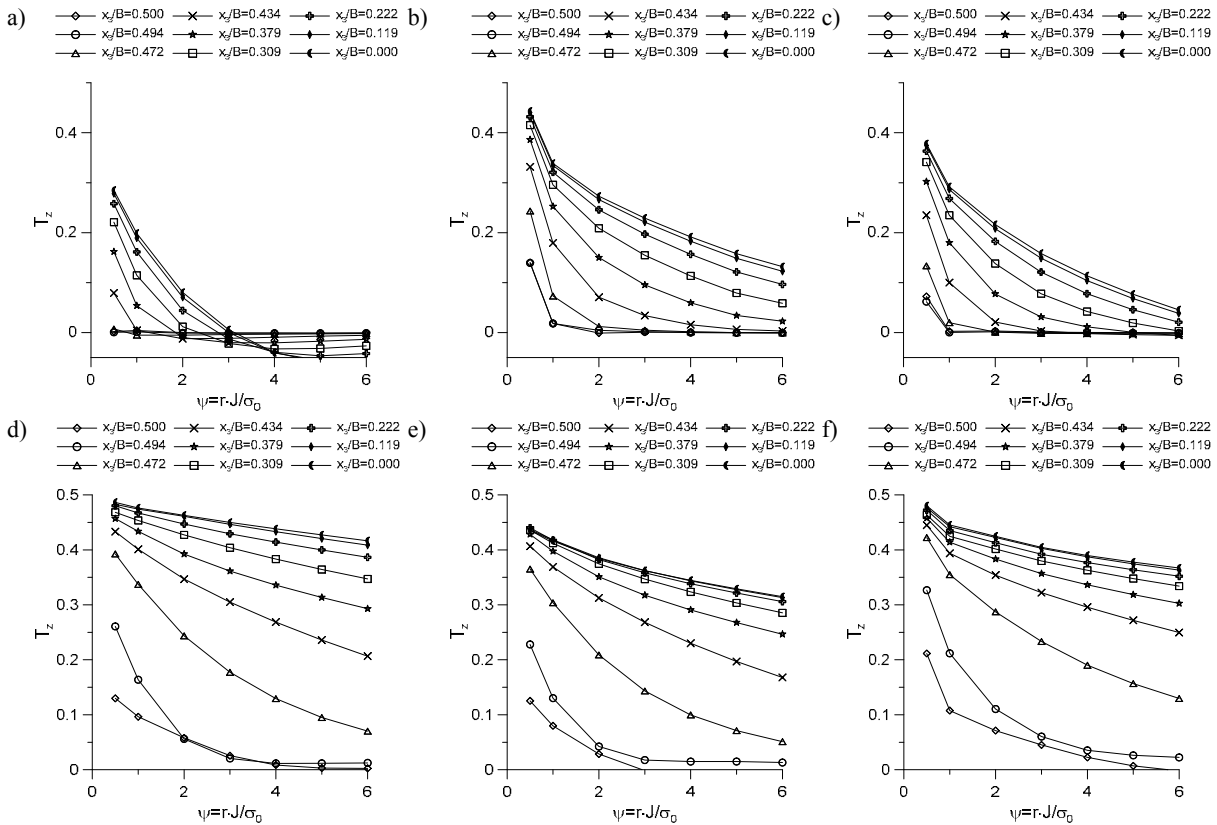 a)
x3/B=0.500 x3/B=0.434 x3/B=0.222
x3/B=0.494 x3/B=0.379 x3/B=0.119
x3/B=0.472 x3/B=0.309 x3/B=0.000
0.4
0.2
0
Tz
0 2 4 6
ψ=r·J/σ0
b)
x3/B=0.500 x3/B=0.434 x3/B=0.222
x3/B=0.494 x3/B=0.379 x3/B=0.119
x3/B=0.472 x3/B=0.309 x3/B=0.000
0.4
0.2
0
Tz
0 2 4 6
ψ=r·J/σ0
c)
x3/B=0.500 x3/B=0.434 x3/B=0.222
x3/B=0.494 x3/B=0.379 x3/B=0.119
x3/B=0.472 x3/B=0.309 x3/B=0.000
0.4
0.2
0
Tz
0 2 4 6
ψ=r·J/σ0
d)
x3/B=0.500 x3/B=0.434 x3/B=0.222
x3/B=0.494 x3/B=0.379 x3/B=0.119
x3/B=0.472 x3/B=0.309 x3/B=0.000
0.5
0.4
0.3
0.2
0.1
0
Tz
0 2 4 6
ψ=r·J/σ0
e)
x3/B=0.500 x3/B=0.434 x3/B=0.222
x3/B=0.494 x3/B=0.379 x3/B=0.119
x3/B=0.472 x3/B=0.309 x3/B=0.000
0.5
0.4
0.3
0.2
0.1
0
Tz
0 2 4 6
ψ=r·J/σ0
f)
x3/B=0.500 x3/B=0.434 x3/B=0.222
x3/B=0.494 x3/B=0.379 x3/B=0.119
x3/B=0.472 x3/B=0.309 x3/B=0.000
0.5
0.4
0.3
0.2
0.1
0
Tz
0 2 4 6
ψ=r·J/σ0